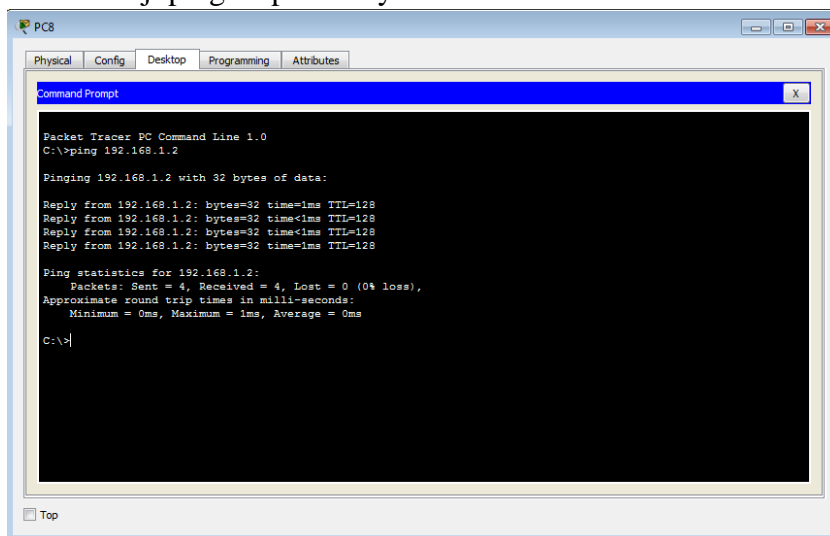 PC8
Physical Config Desktop Programming Attributes
Command Prompt
X
Packet Tracer PC Command Line 1.0
C:\>ping 192.168.1.2
Pinging 192.168.1.2 with 32 bytes of data:
Reply from 192.168.1.2: bytes=32 time=1ms TTL=128
Reply from 192.168.1.2: bytes=32 time<1ms TTL=128
Reply from 192.168.1.2: bytes=32 time<1ms TTL=128
Reply from 192.168.1.2: bytes=32 time=1ms TTL=128
Ping statistics for 192.168.1.2:
Packets: Sent = 4, Received = 4, Lost = 0 (0% loss),
Approximate round trip times in milli-seconds:
Minimum = 0ms, Maximum = 1ms, Average = 0ms
C:\>
Top